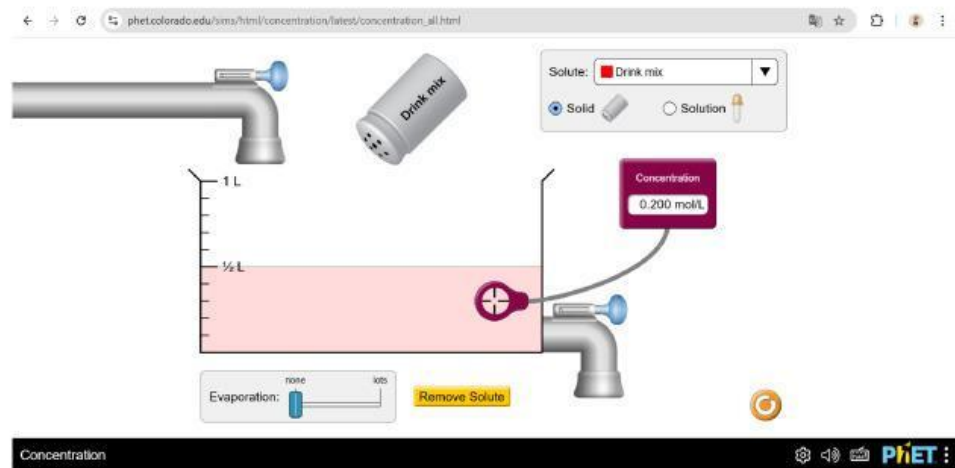 phet.colorado.edu/sims/html/concentration/latest/concentration_all.html
Drink mix
Solute: Drink mix
Solid Solution
1 L
Concentration
0.200 mol/L
½ L
none lots
Evaporation:
Remove Solute
Concentration
PhET